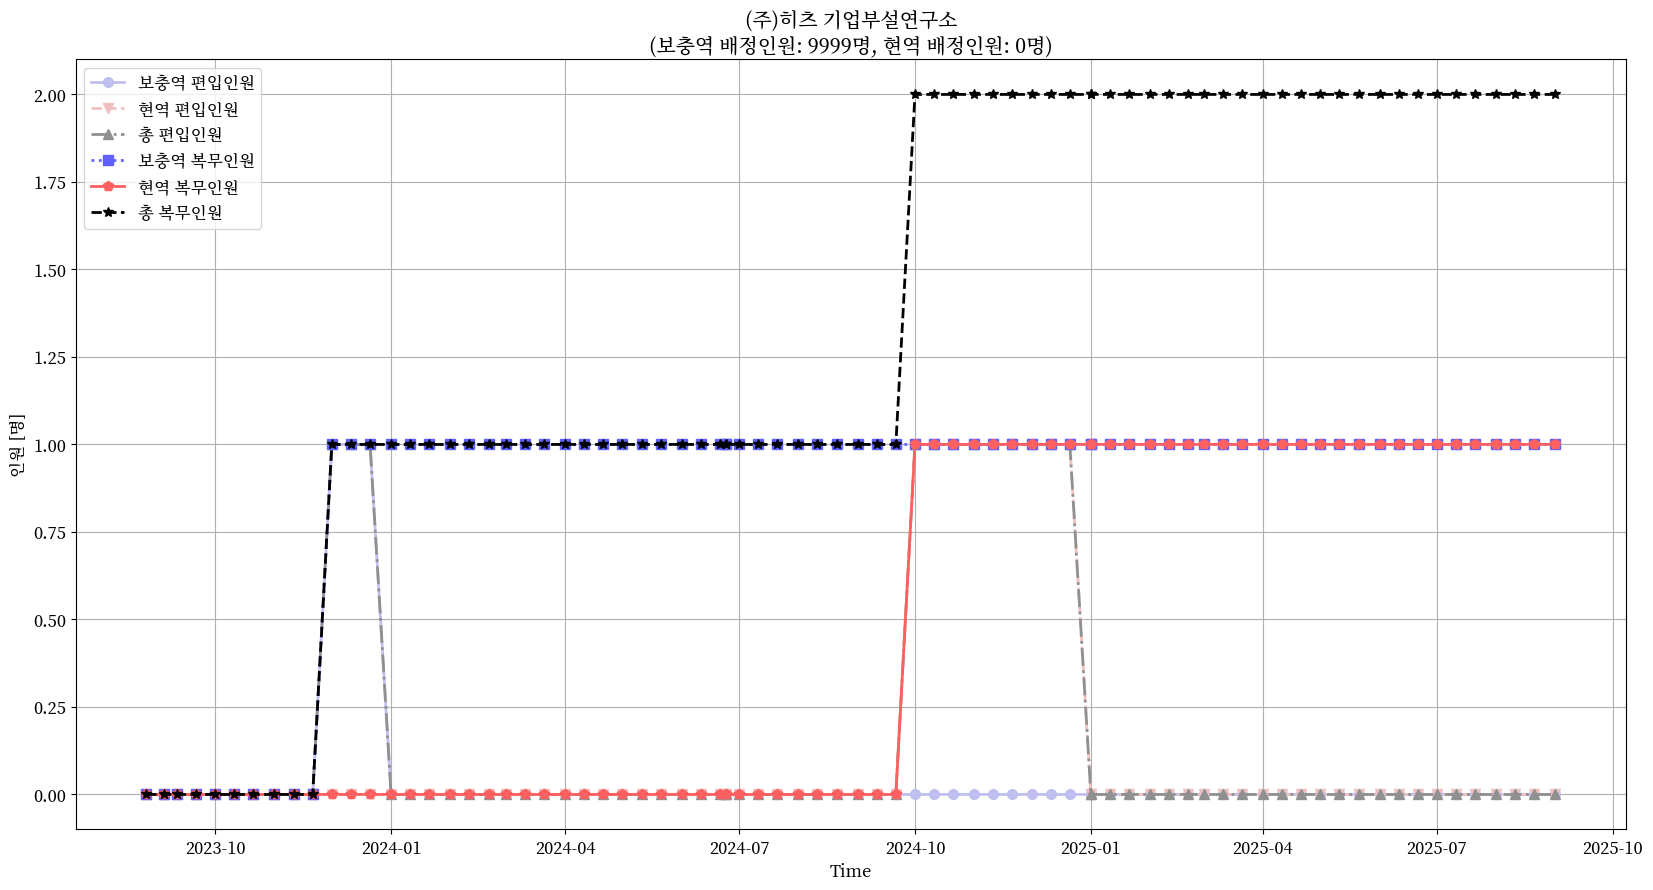 (주)히츠 기업부설연구소
(보충역 배정인원: 9999명, 현역 배정인원: 0명)
보충역 편입인원
현역 편입인원
총 편입인원
보충역 복무인원
현역 복무인원
총 복무인원
2.00
1.75
1.50
1.25
1.00
0.75
0.50
0.25
0.00
인원 [명]
2023-10
2024-01
2024-04
2024-07
2024-10
2025-01
2025-04
2025-07
2025-10
Time